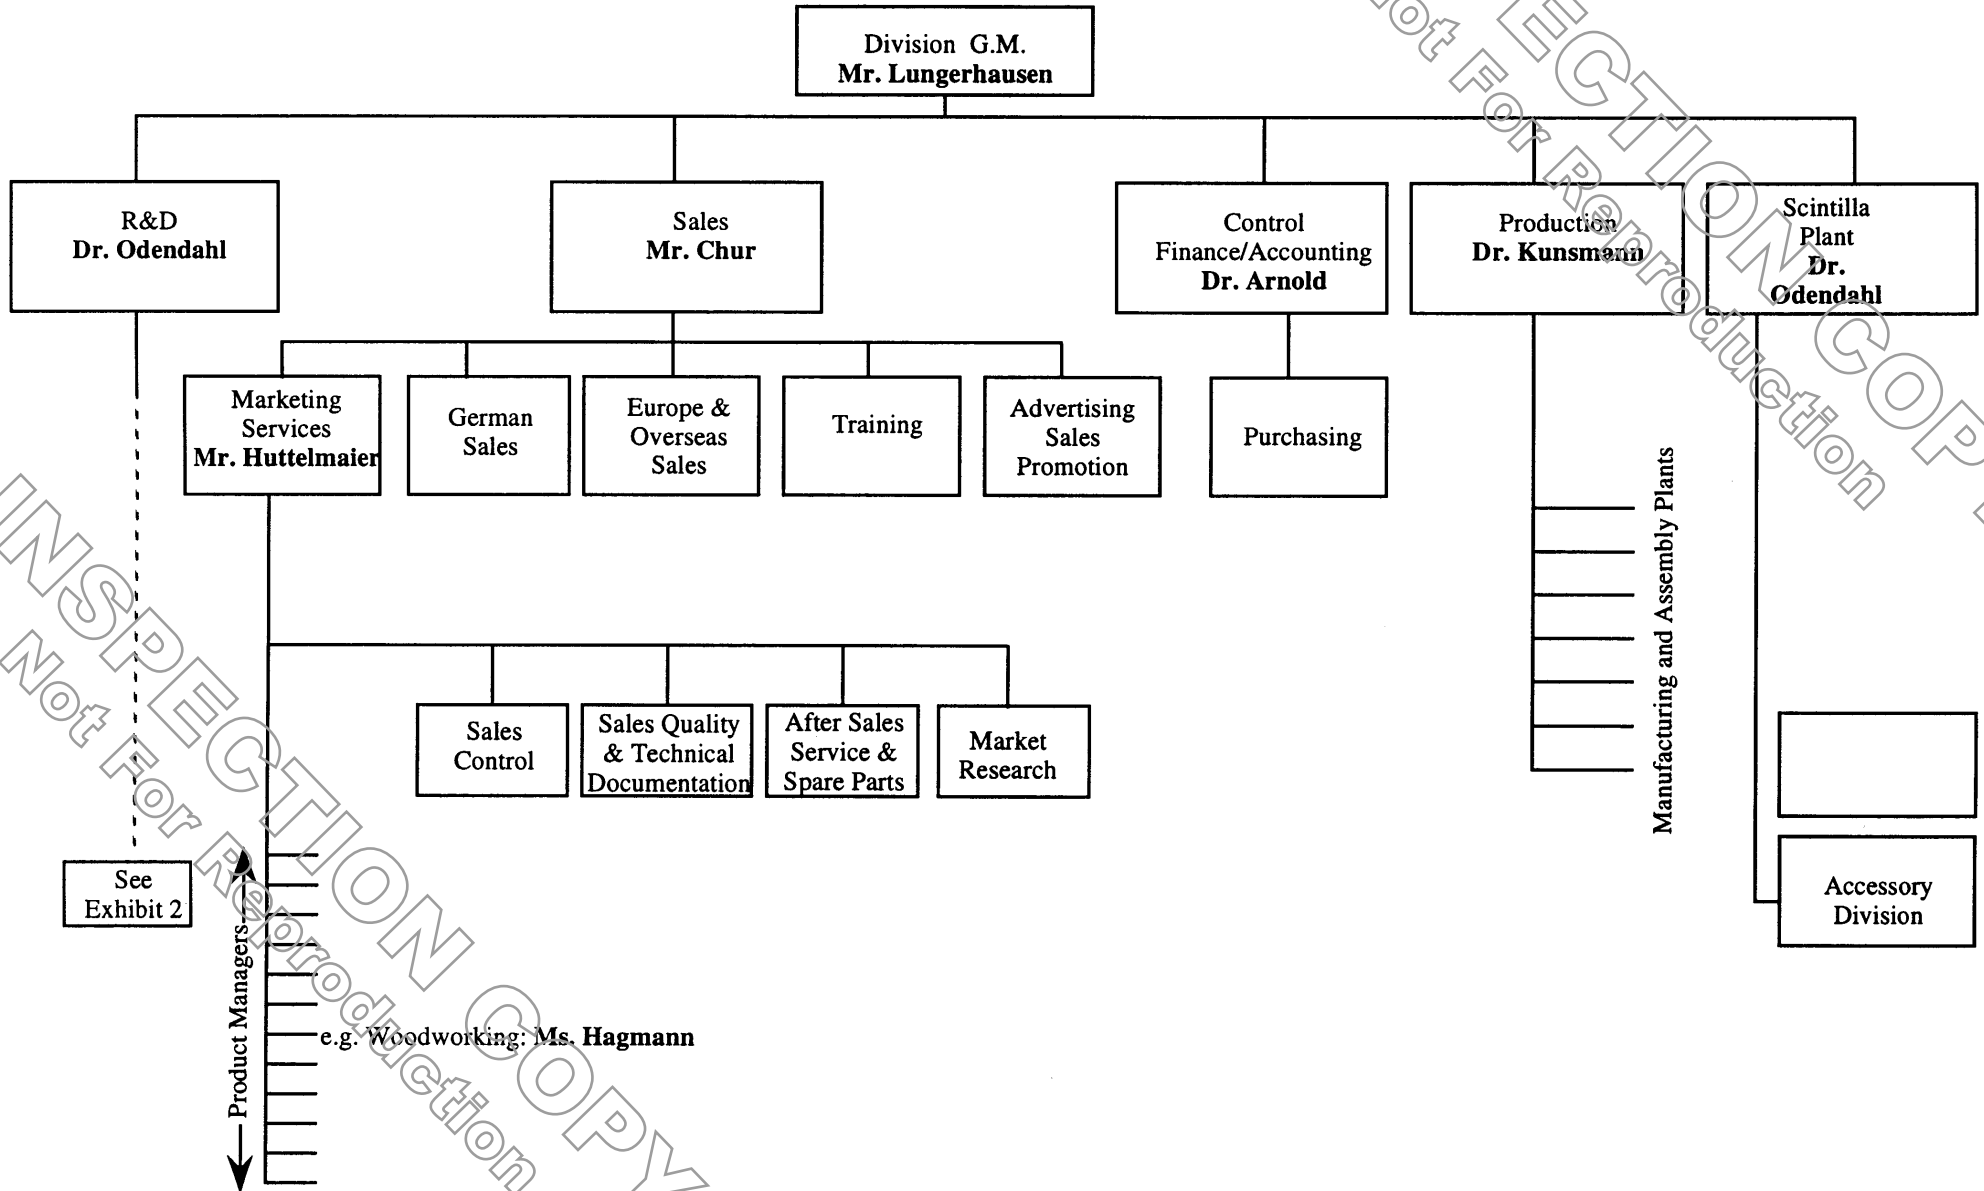 Division G.M.
Mr. Lungerhausen
R&D
Dr. Odendahl
Sales
Mr. Chur
Control
Finance/Accounting
Dr. Arnold
Production
Dr. Kunsmann
Scintilla
Plant
Dr.
Odendahl
Marketing
Services
Mr. Huttelmaier
German
Sales
Europe &
Overseas
Sales
Training
Advertising
Sales
Promotion
Purchasing
Manufacturing and Assembly Plants
Sales
Control
Sales Quality
& Technical
Documentation
After Sales
Service &
Spare Parts
Market
Research
See
Exhibit 2
Accessory
Division
Product Managers
e.g. Woodworking: Ms. Hagmann
INSPECTION COPY
Not For Reproduction
ECTION COPY
Not For Reproduction